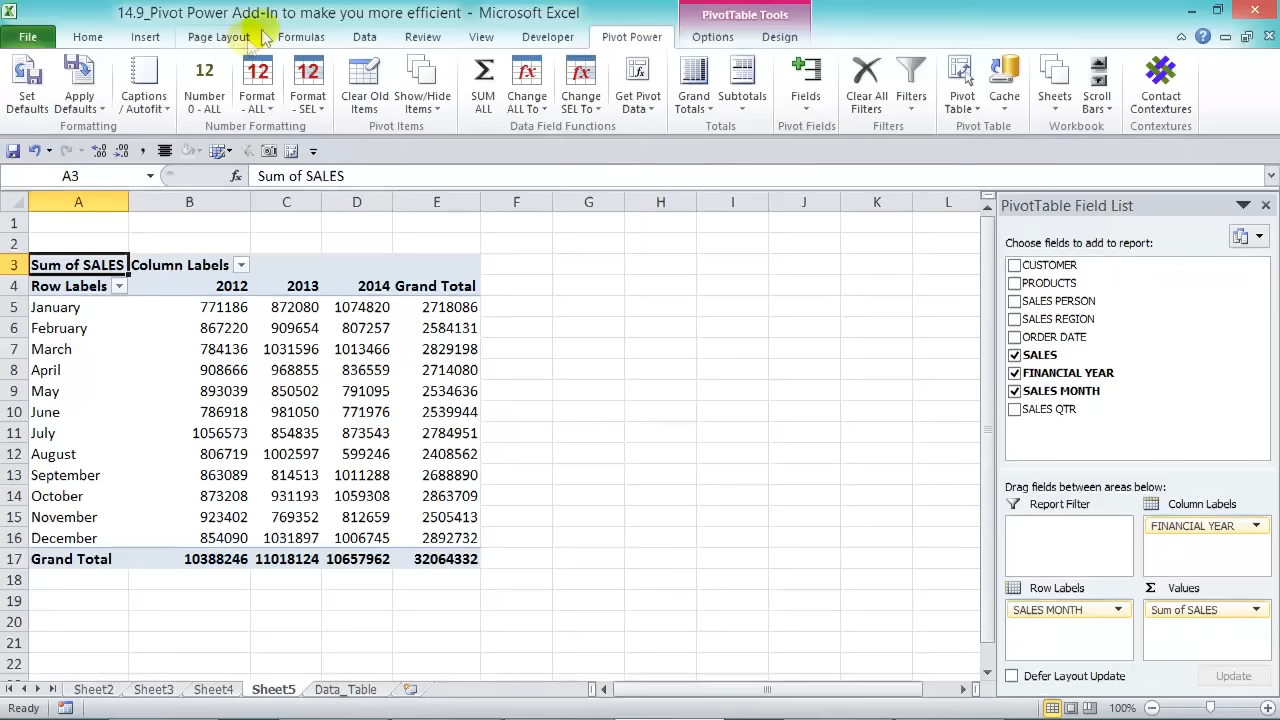 14.9_Pivot Power Add-In to make you more efficient - Microsoft Excel
PivotTable Tools
File Home Insert Page Layout Formulas Data Review View Developer Pivot Power Options Design
Set Defaults
Apply Defaults
Captions / Autofit
Formatting
12
Number 0 - ALL
12
Format - ALL
12
Format - SEL
Number Formatting
Clear Old Items
Show/Hide Items
Pivot Items
Σ
SUM ALL
fx
Change ALL To
fx
Change SEL To
Get Pivot Data
Data Field Functions
Grand Totals
Subtotals
Totals
Fields
Pivot Fields
Clear All Filters
Filters
Filters
Pivot Table
Cache
Pivot Table
Sheets
Scroll Bars
Workbook
Contact Contextures
Contextures
A3 fx Sum of SALES
A B C D E F G H I J K L
1
2
3 Sum of SALES Column Labels
4 Row Labels 2012 2013 2014 Grand Total
5 January 771186 872080 1074820 2718086
6 February 867220 909654 807257 2584131
7 March 784136 1031596 1013466 2829198
8 April 908666 968855 836559 2714080
9 May 893039 850502 791095 2534636
10 June 786918 981050 771976 2539944
11 July 1056573 854835 873543 2784951
12 August 806719 1002597 599246 2408562
13 September 863089 814513 1011288 2688890
14 October 873208 931193 1059308 2863709
15 November 923402 769352 812659 2505413
16 December 854090 1031897 1006745 2892732
17 Grand Total 10388246 11018124 10657962 32064332
18
19
20
21
22
PivotTable Field List
Choose fields to add to report:
CUSTOMER
PRODUCTS
SALES PERSON
SALES REGION
ORDER DATE
SALES
FINANCIAL YEAR
SALES MONTH
SALES QTR
Drag fields between areas below:
Report Filter
Column Labels
FINANCIAL YEAR
Row Labels
Σ Values
SALES MONTH
Sum of SALES
Defer Layout Update
Update
Sheet2 Sheet3 Sheet4 Sheet5 Data_Table
Ready
100%